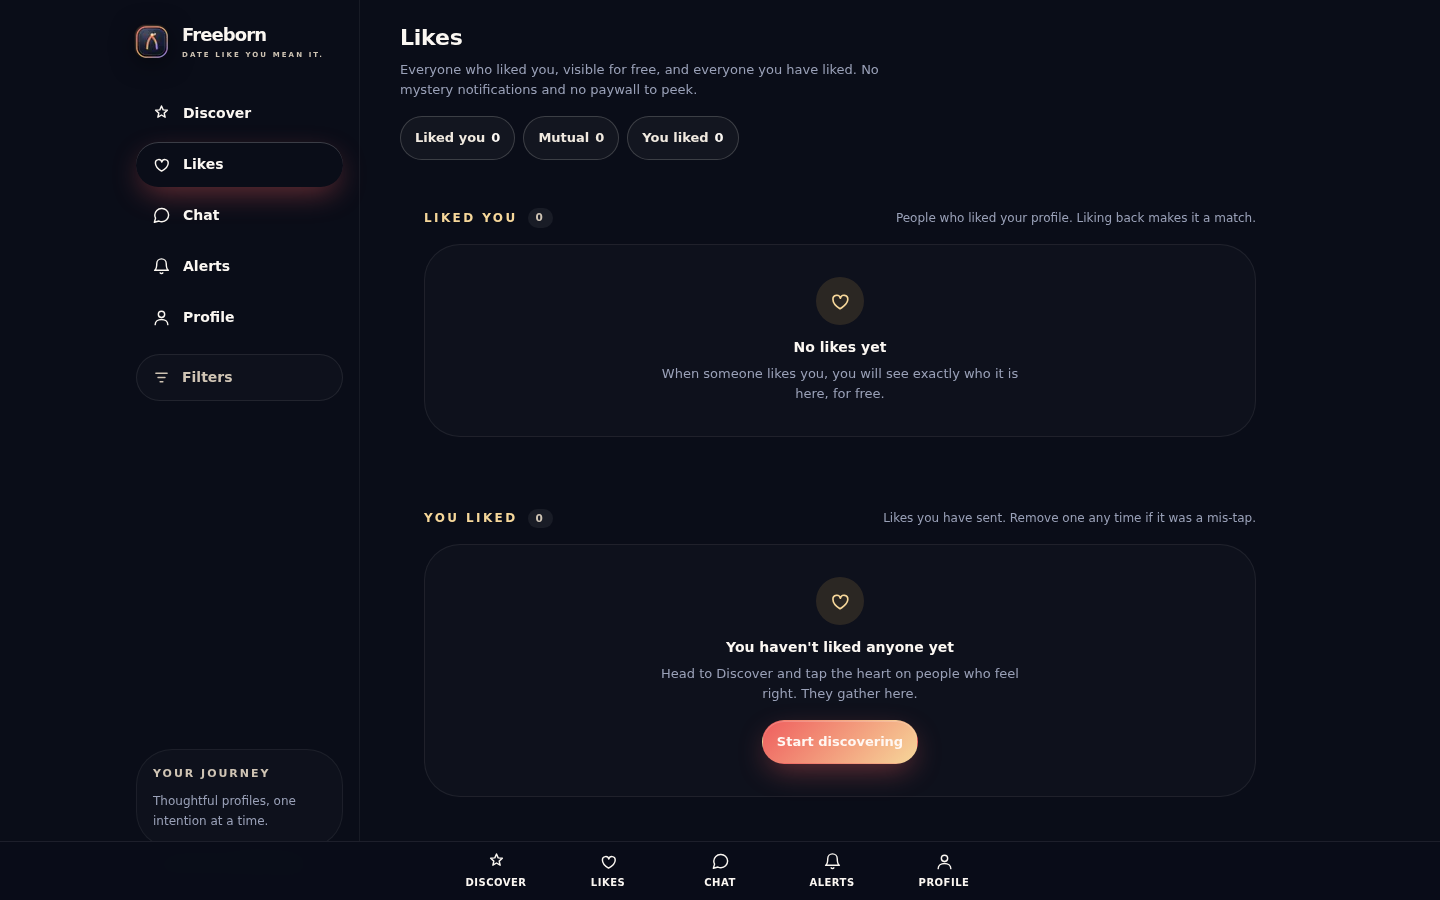 Freeborn
DATE LIKE YOU MEAN IT.
Discover
Likes
Chat
Alerts
Profile
Filters
YOUR JOURNEY
Thoughtful profiles, one
intention at a time.
Likes
Everyone who liked you, visible for free, and everyone you have liked. No
mystery notifications and no paywall to peek.
Liked you 0
Mutual 0
You liked 0
LIKED YOU 0
People who liked your profile. Liking back makes it a match.
No likes yet
When someone likes you, you will see exactly who it is
here, for free.
YOU LIKED 0
Likes you have sent. Remove one any time if it was a mis-tap.
You haven't liked anyone yet
Head to Discover and tap the heart on people who feel
right. They gather here.
Start discovering
DISCOVER
LIKES
CHAT
ALERTS
PROFILE